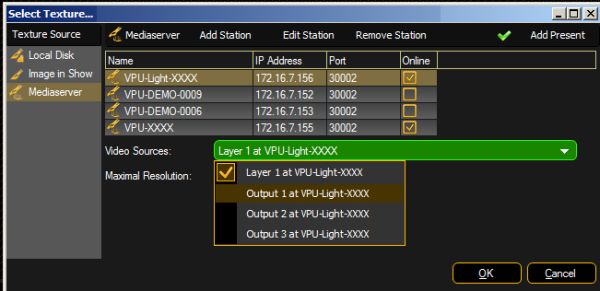 Select Texture...
Texture Source
Mediaserver Add Station Edit Station Remove Station Add Present
Local Disk
Image in Show
Mediaserver
Name IP Address Port Online
VPU-Light-XXXX 172.16.7.156 30002
VPU-DEMO-0009 172.16.7.152 30002
VPU-DEMO-0006 172.16.7.153 30002
VPU-XXXX 172.16.7.155 30002
Video Sources: Layer 1 at VPU-Light-XXXX
Maximal Resolution:
Layer 1 at VPU-Light-XXXX
Output 1 at VPU-Light-XXXX
Output 2 at VPU-Light-XXXX
Output 3 at VPU-Light-XXXX
OK Cancel